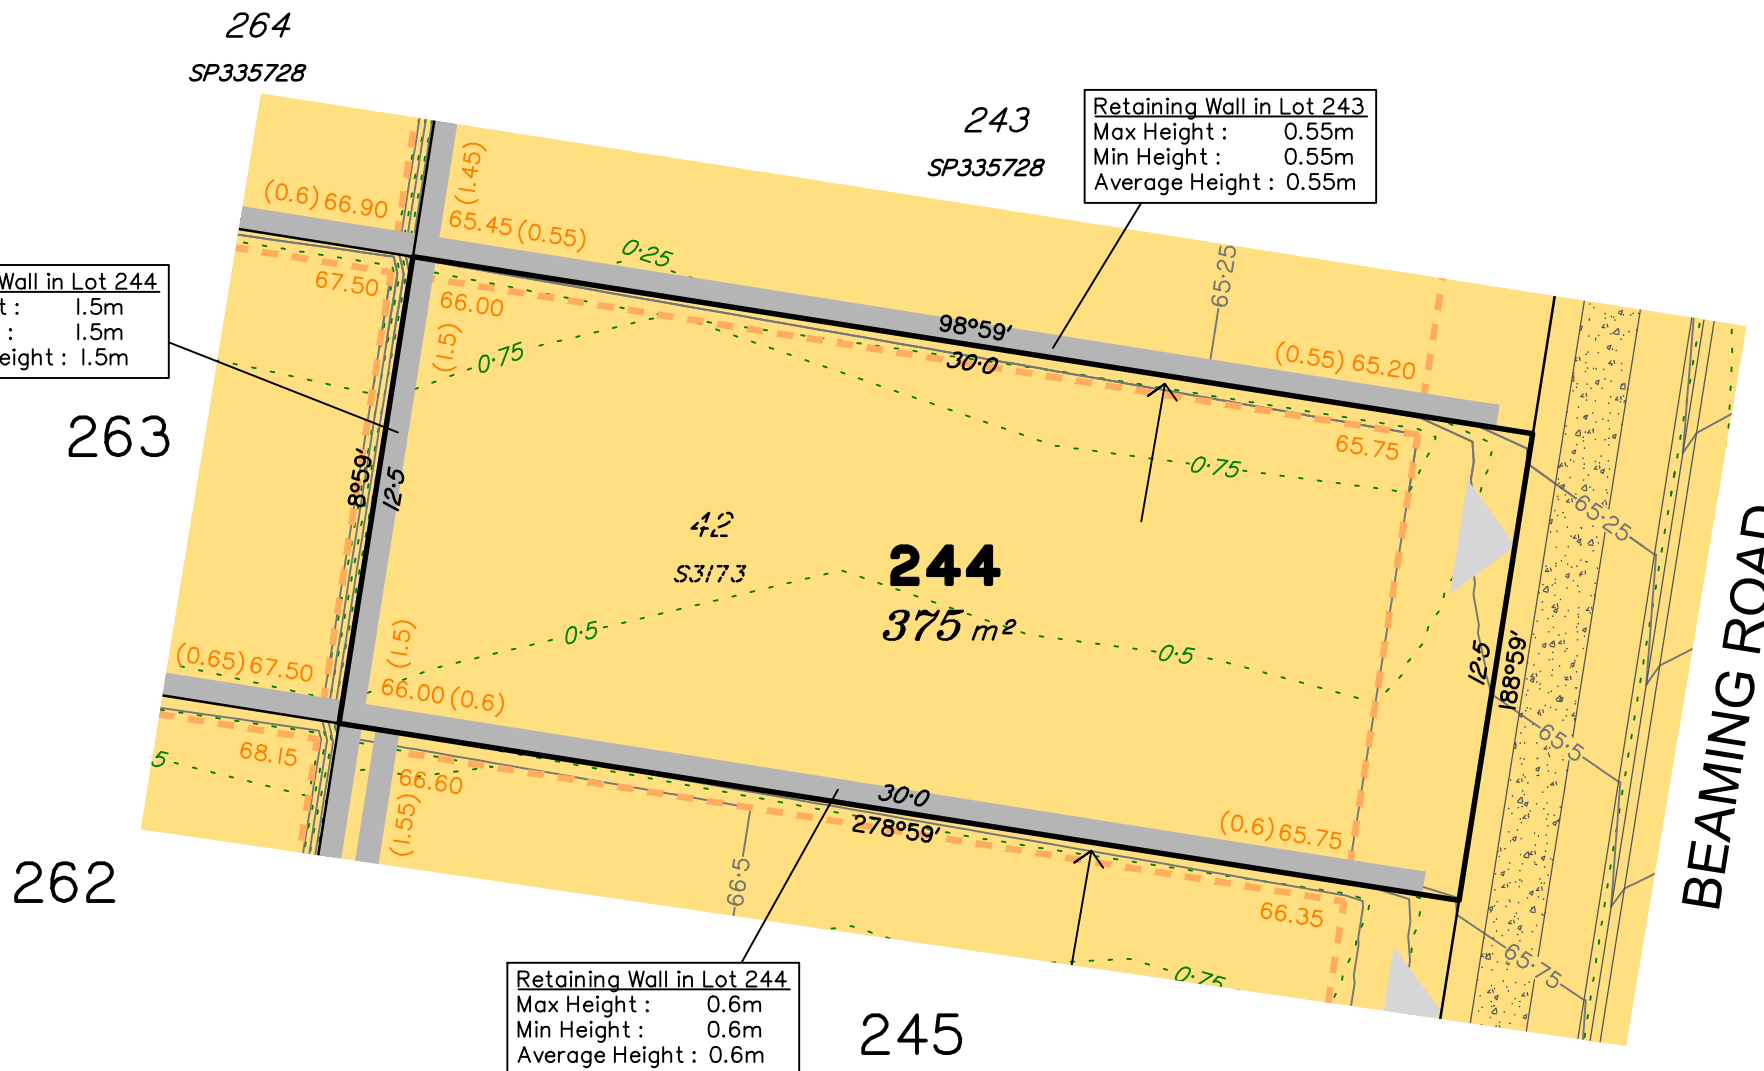 264
SP335728
243
SP335728
Retaining Wall in Lot 243
Max Height : 0.55m
Min Height : 0.55m
Average Height : 0.55m
(1.45)
(0.6) 66.90
65.45 (0.55)
0·25
65·25
Wall in Lot 244
t : 1.5m
: 1.5m
eight : 1.5m
67.50
66.00
(1.5)
0·75
98°59'
30·0
(0.55) 65.20
65.75
0·75
263
8°59'
12·5
42
S3173
244
375 m²
65·25
BEAMING ROAD
0·5
0·5
12·5
188°59'
(0.65) 67.50
(1.5)
66.00 (0.6)
65·5
68.15
5
66.60
(1.55)
30·0
278°59'
(0.6) 65.75
262
66·5
66.35
65·75
0·75
Retaining Wall in Lot 244
Max Height : 0.6m
Min Height : 0.6m
Average Height : 0.6m
245